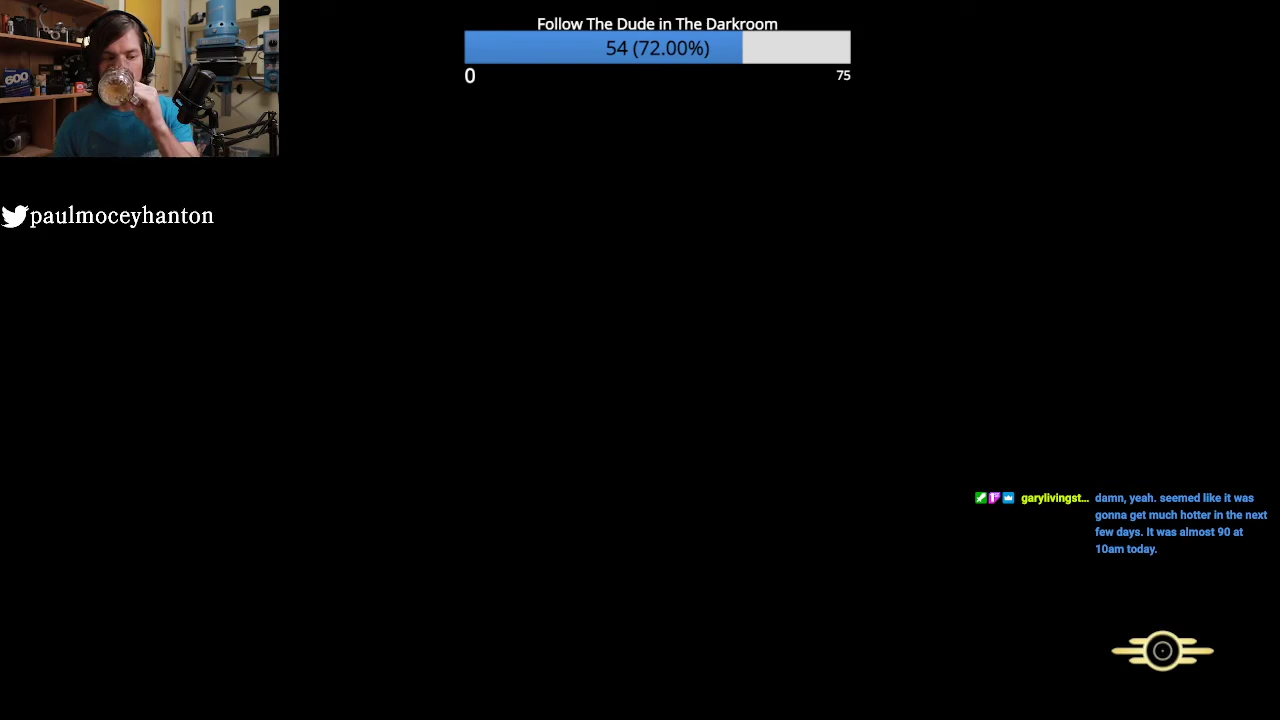 Follow The Dude in The Darkroom
54 (72.00%)
0
75
600
paulmoceyhanton
garylivingst...
damn, yeah. seemed like it was
gonna get much hotter in the next
few days. It was almost 90 at
10am today.